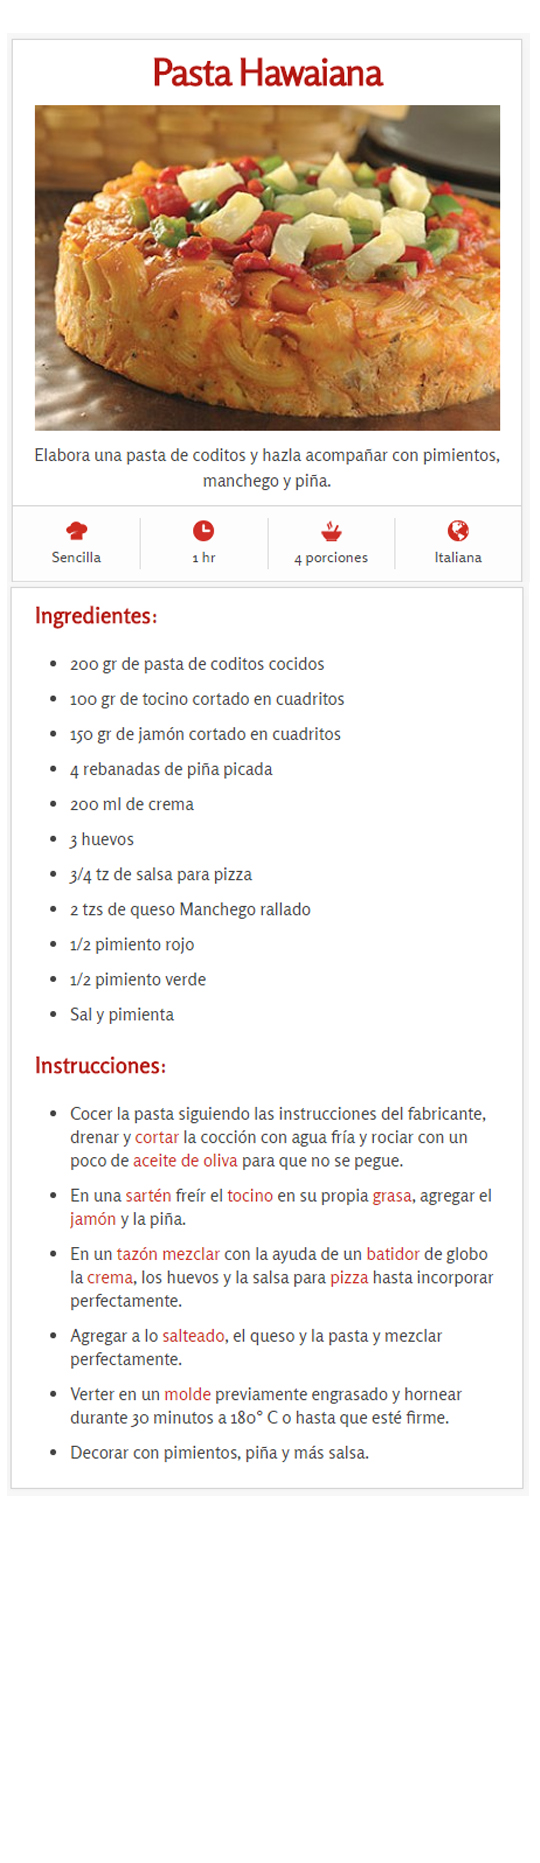 Pasta Hawaiana
Elabora una pasta de coditos y hazla acompañar con pimientos,
manchego y piña.
Sencilla
1 hr
4 porciones
Italiana
Ingredientes:
• 200 gr de pasta de coditos cocidos
• 100 gr de tocino cortado en cuadritos
• 150 gr de jamón cortado en cuadritos
• 4 rebanadas de piña picada
• 200 ml de crema
• 3 huevos
• 3/4 tz de salsa para pizza
• 2 tzs de queso Manchego rallado
• 1/2 pimiento rojo
• 1/2 pimiento verde
• Sal y pimienta
Instrucciones:
• Cocer la pasta siguiendo las instrucciones del fabricante,
drenar y cortar la cocción con agua fría y rociar con un
poco de aceite de oliva para que no se pegue.
• En una sartén freír el tocino en su propia grasa, agregar el
jamón y la piña.
• En un tazón mezclar con la ayuda de un batidor de globo
la crema, los huevos y la salsa para pizza hasta incorporar
perfectamente.
• Agregar a lo salteado, el queso y la pasta y mezclar
perfectamente.
• Verter en un molde previamente engrasado y hornear
durante 30 minutos a 180° C o hasta que esté firme.
• Decorar con pimientos, piña y más salsa.